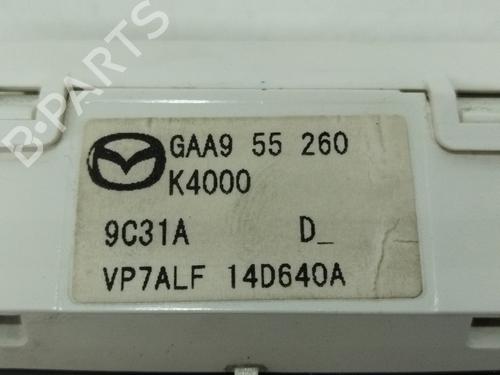 B-PARTS
GAA9 55 260
K4000
9C31A D_
VP7ALF 14D640A